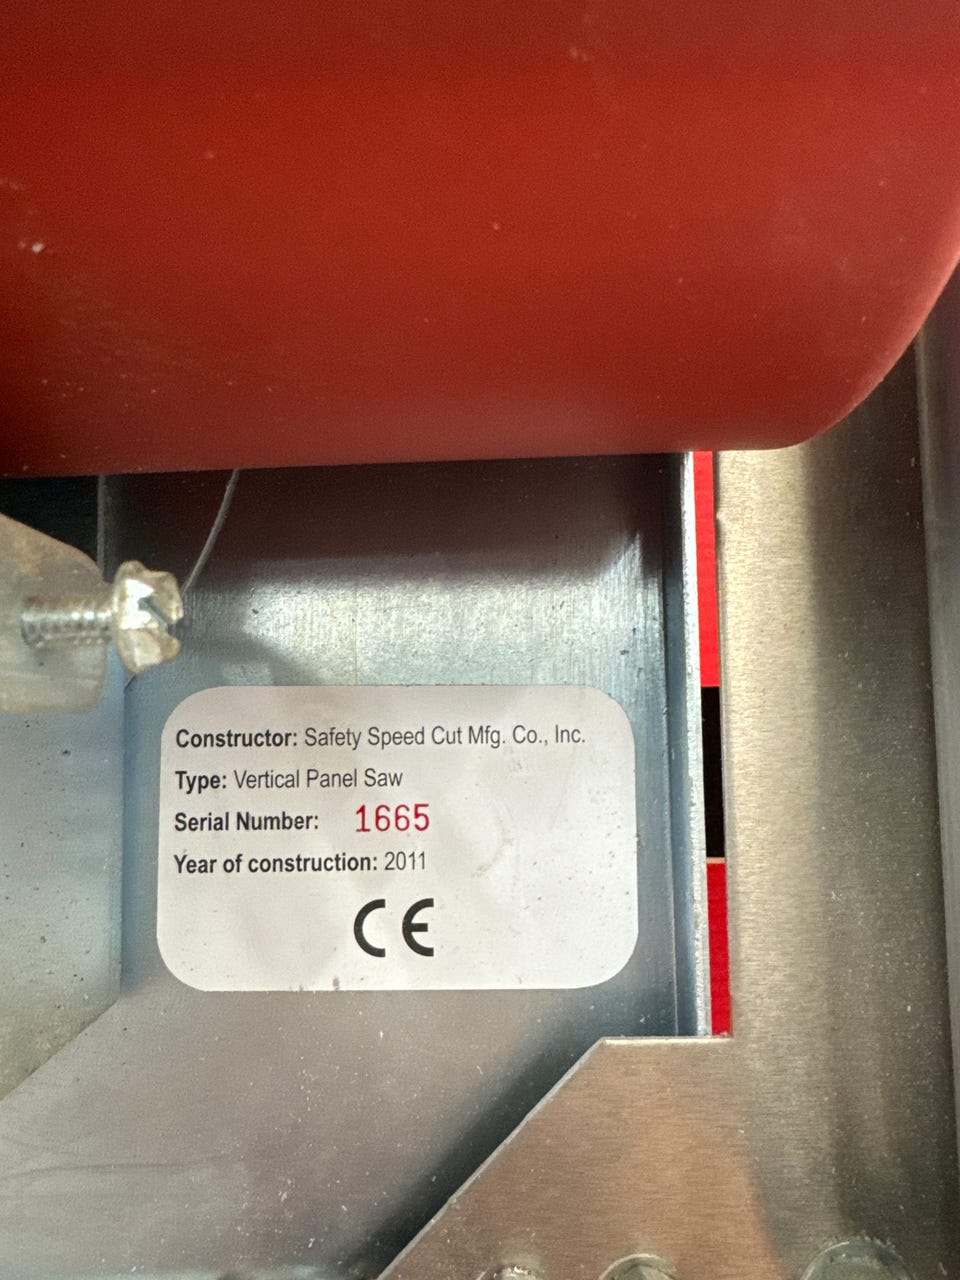 Constructor: Safety Speed Cut Mfg. Co., Inc.
Type: Vertical Panel Saw
Serial Number: 1665
Year of construction: 2011
CE